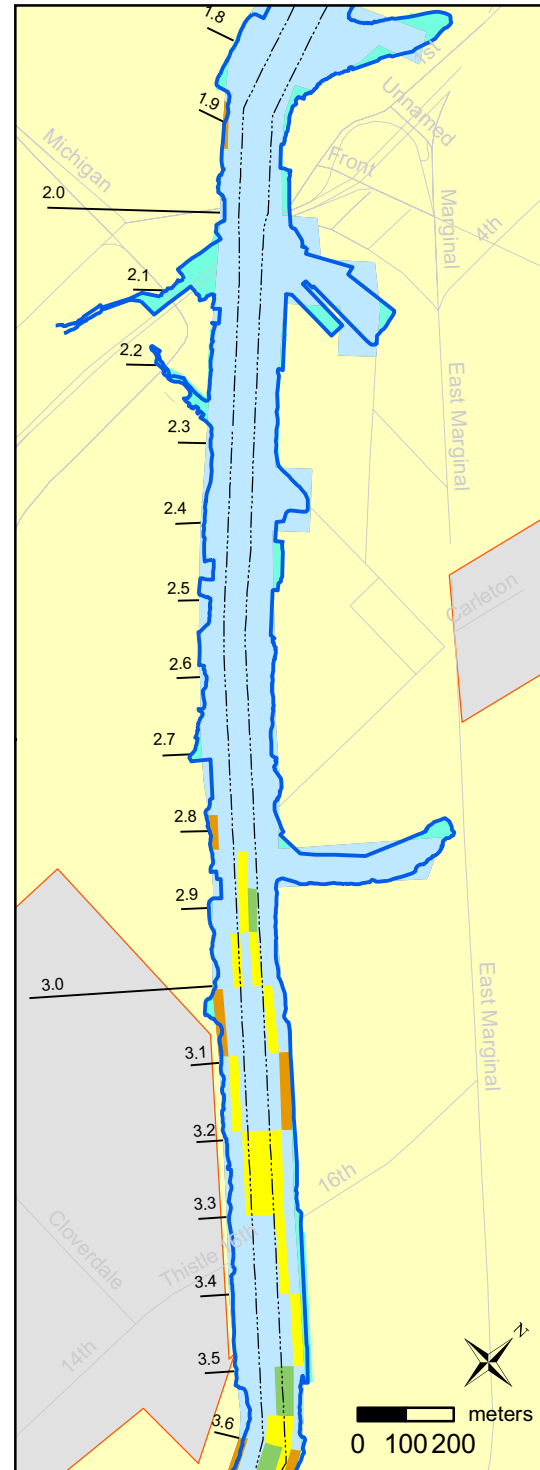 1.8
1st
1.9
Unnamed
Michigan
Front
2.0
Marginal
4th
2.1
2.2
East Marginal
2.3
2.4
2.5
Carleton
2.6
2.7
2.8
2.9
3.0
East Marginal
3.1
3.2
16th
3.3
Cloverdale
Thistle 16th
3.4
14th
3.5
N
3.6
meters
0 100 200